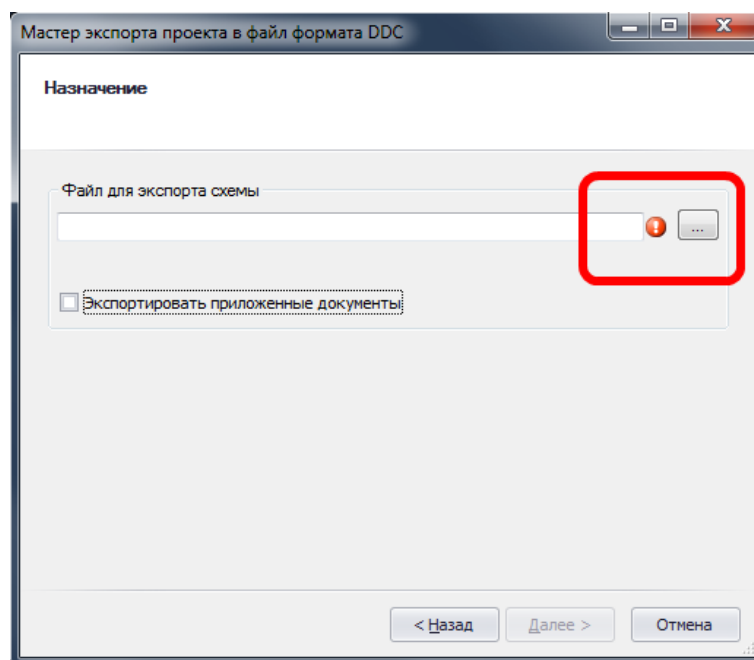 Мастер экспорта проекта в файл формата DDC
Назначение
Файл для экспорта схемы
...
Экспортировать приложенные документы
< Назад
Далее >
Отмена